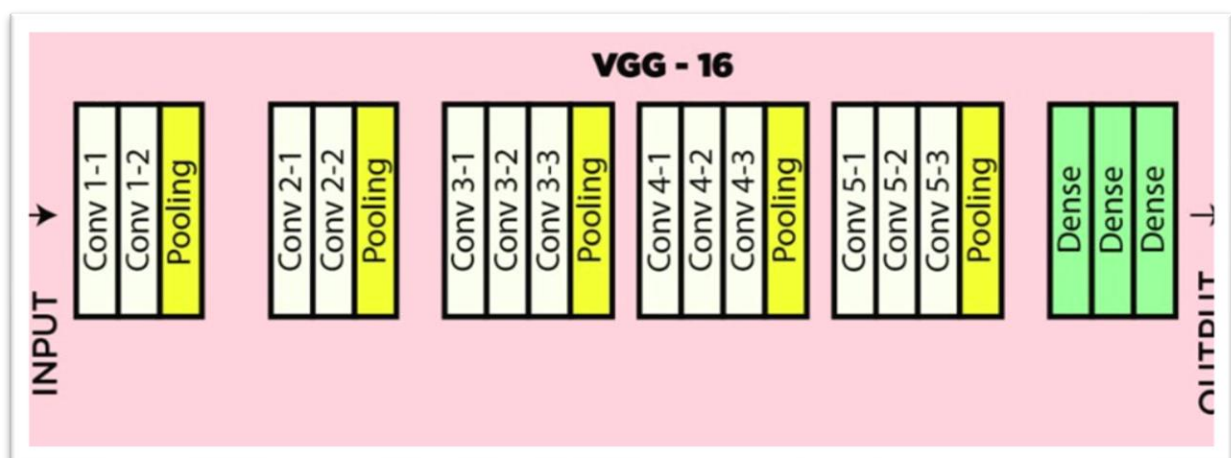 VGG - 16
INPUT
Conv 1-1
Conv 1-2
Pooling
Conv 2-1
Conv 2-2
Pooling
Conv 3-1
Conv 3-2
Conv 3-3
Pooling
Conv 4-1
Conv 4-2
Conv 4-3
Pooling
Conv 5-1
Conv 5-2
Conv 5-3
Pooling
Dense
Dense
Dense
OUTPUT